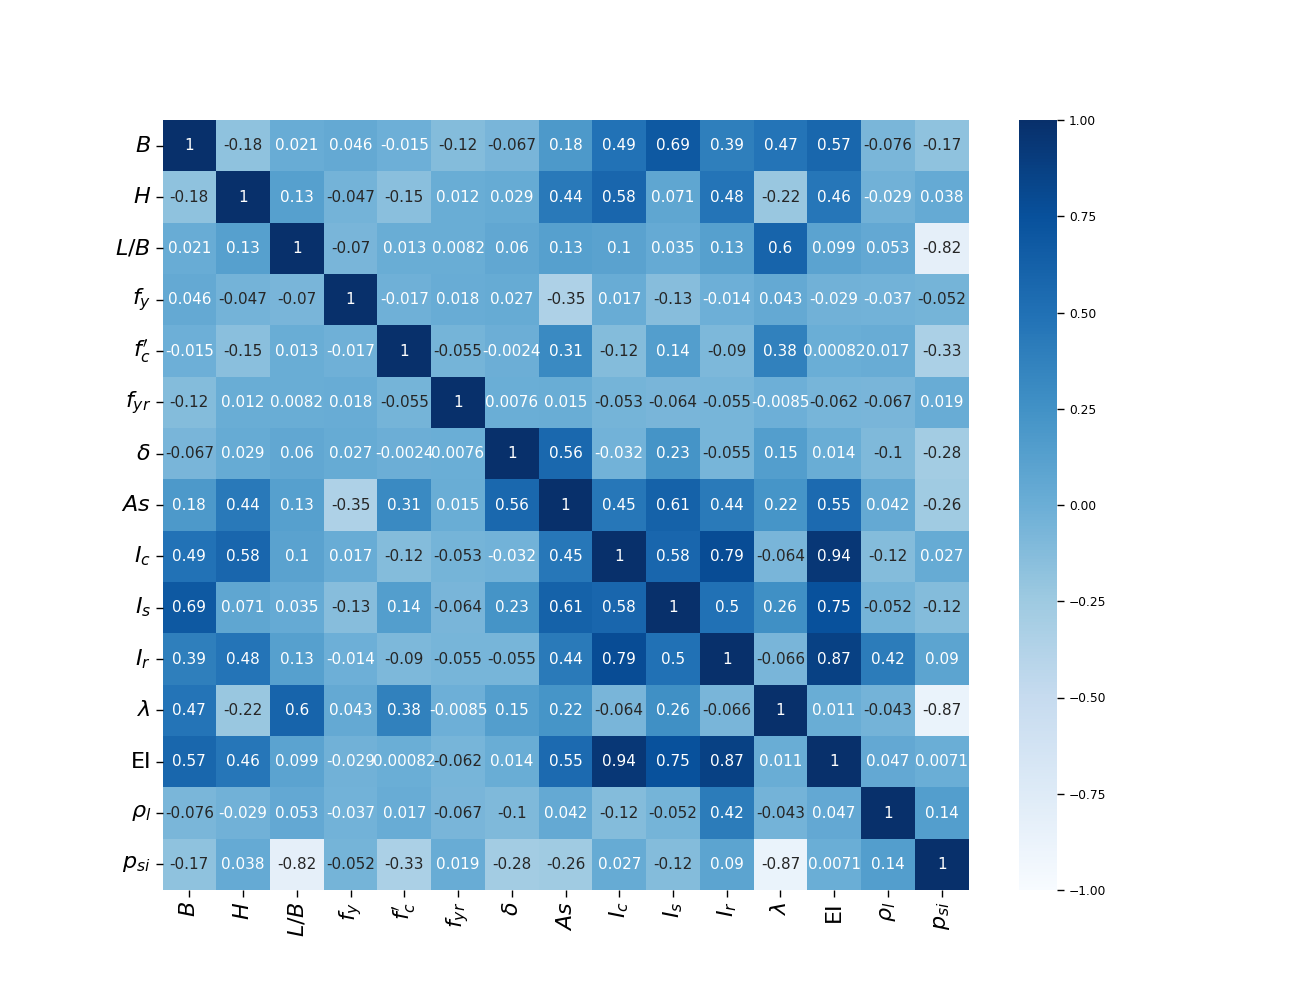 B 1 -0.18 0.021 0.046 -0.015 -0.12 -0.067 0.18 0.49 0.69 0.39 0.47 0.57 -0.076 -0.17
H -0.18 1 0.13 -0.047 -0.15 0.012 0.029 0.44 0.58 0.071 0.48 -0.22 0.46 -0.029 0.038
L/B 0.021 0.13 1 -0.07 0.013 0.0082 0.06 0.13 0.1 0.035 0.13 0.6 0.099 0.053 -0.82
f_y 0.046 -0.047 -0.07 1 -0.017 0.018 0.027 -0.35 0.017 -0.13 -0.014 0.043 -0.029 -0.037 -0.052
f'_c -0.015 -0.15 0.013 -0.017 1 -0.055 -0.0024 0.31 -0.12 0.14 -0.09 0.38 0.00082 0.017 -0.33
f_yr -0.12 0.012 0.0082 0.018 -0.055 1 0.0076 0.015 -0.053 -0.064 -0.055 -0.0085 -0.062 -0.067 0.019
δ -0.067 0.029 0.06 0.027 -0.0024 0.0076 1 0.56 -0.032 0.23 -0.055 0.15 0.014 -0.1 -0.28
As 0.18 0.44 0.13 -0.35 0.31 0.015 0.56 1 0.45 0.61 0.44 0.22 0.55 0.042 -0.26
I_c 0.49 0.58 0.1 0.017 -0.12 -0.053 -0.032 0.45 1 0.58 0.79 -0.064 0.94 -0.12 0.027
I_s 0.69 0.071 0.035 -0.13 0.14 -0.064 0.23 0.61 0.58 1 0.5 0.26 0.75 -0.052 -0.12
I_r 0.39 0.48 0.13 -0.014 -0.09 -0.055 -0.055 0.44 0.79 0.5 1 -0.066 0.87 0.42 0.09
λ 0.47 -0.22 0.6 0.043 0.38 -0.0085 0.15 0.22 -0.064 0.26 -0.066 1 0.011 -0.043 -0.87
EI 0.57 0.46 0.099 -0.029 0.00082 -0.062 0.014 0.55 0.94 0.75 0.87 0.011 1 0.047 0.0071
ρ_l -0.076 -0.029 0.053 -0.037 0.017 -0.067 -0.1 0.042 -0.12 -0.052 0.42 -0.043 0.047 1 0.14
p_si -0.17 0.038 -0.82 -0.052 -0.33 0.019 -0.28 -0.26 0.027 -0.12 0.09 -0.87 0.0071 0.14 1
B H L/B f_y f'_c f_yr δ As I_c I_s I_r λ EI ρ_l p_si
1.00
0.75
0.50
0.25
0.00
−0.25
−0.50
−0.75
−1.00